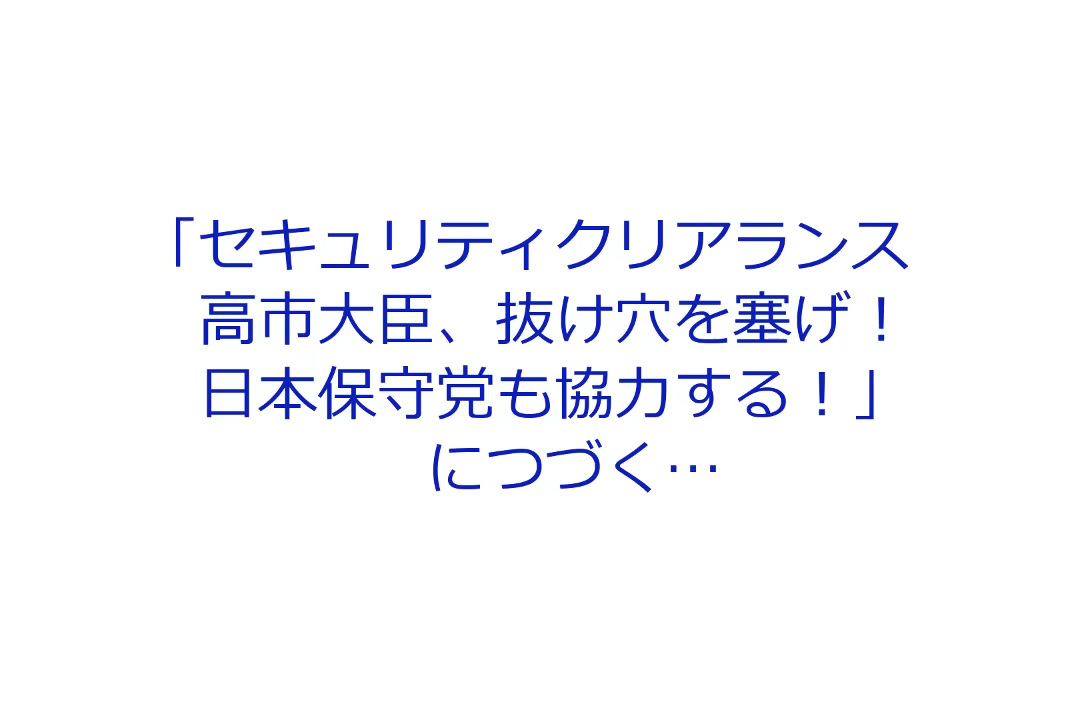 「セキュリティクリアランス
高市大臣、抜け穴を塞げ！
日本保守党も協力する！」
につづく…